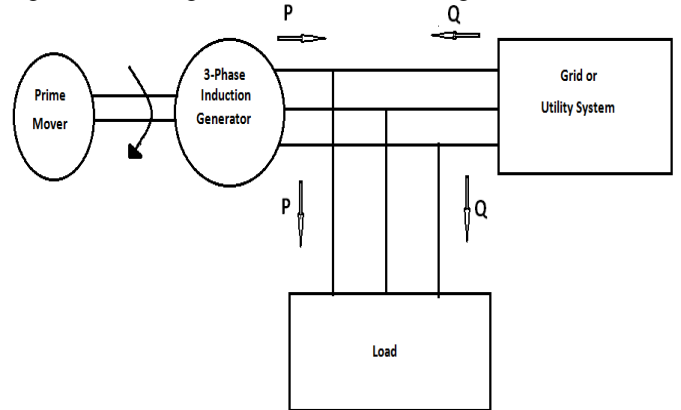 P
Q
3-Phase
Induction
Generator
Prime
Mover
Grid or
Utility System
P
Q
Load